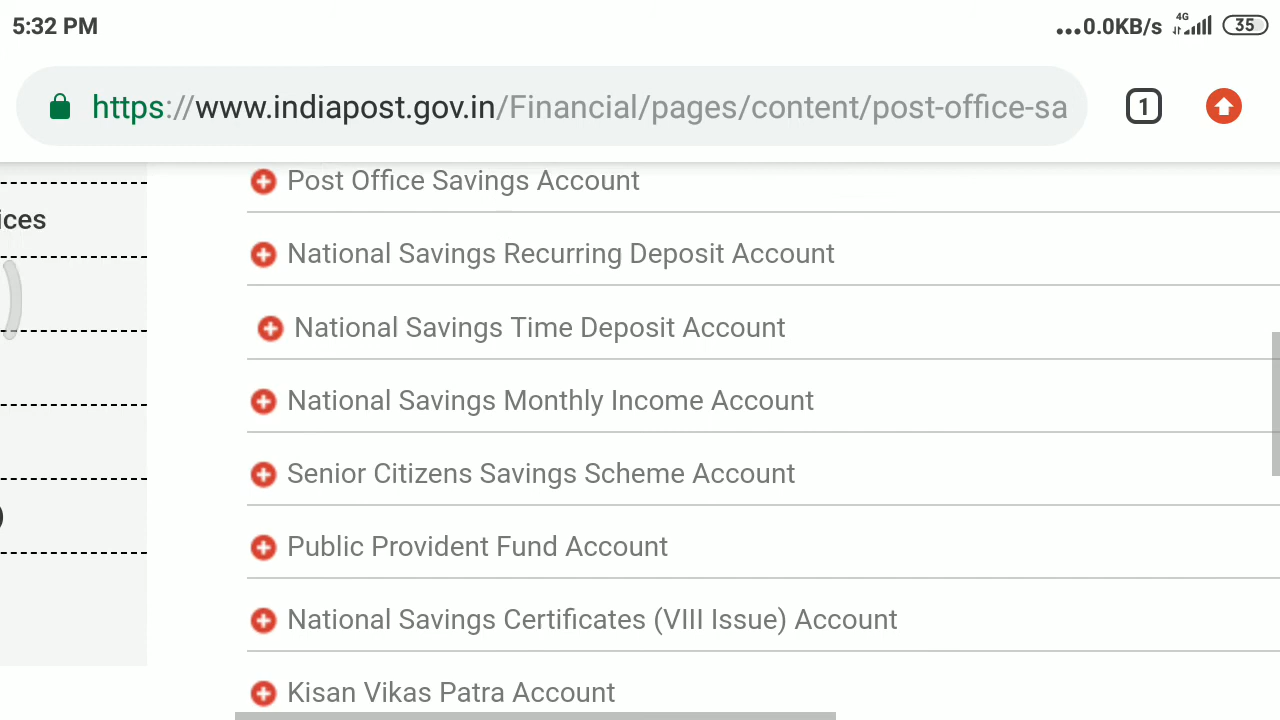 5:32 PM
...0.0KB/s 4G 35
https://www.indiapost.gov.in/Financial/pages/content/post-office-sa
1
Post Office Savings Account
ices
National Savings Recurring Deposit Account
National Savings Time Deposit Account
National Savings Monthly Income Account
Senior Citizens Savings Scheme Account
)
Public Provident Fund Account
National Savings Certificates (VIII Issue) Account
Kisan Vikas Patra Account